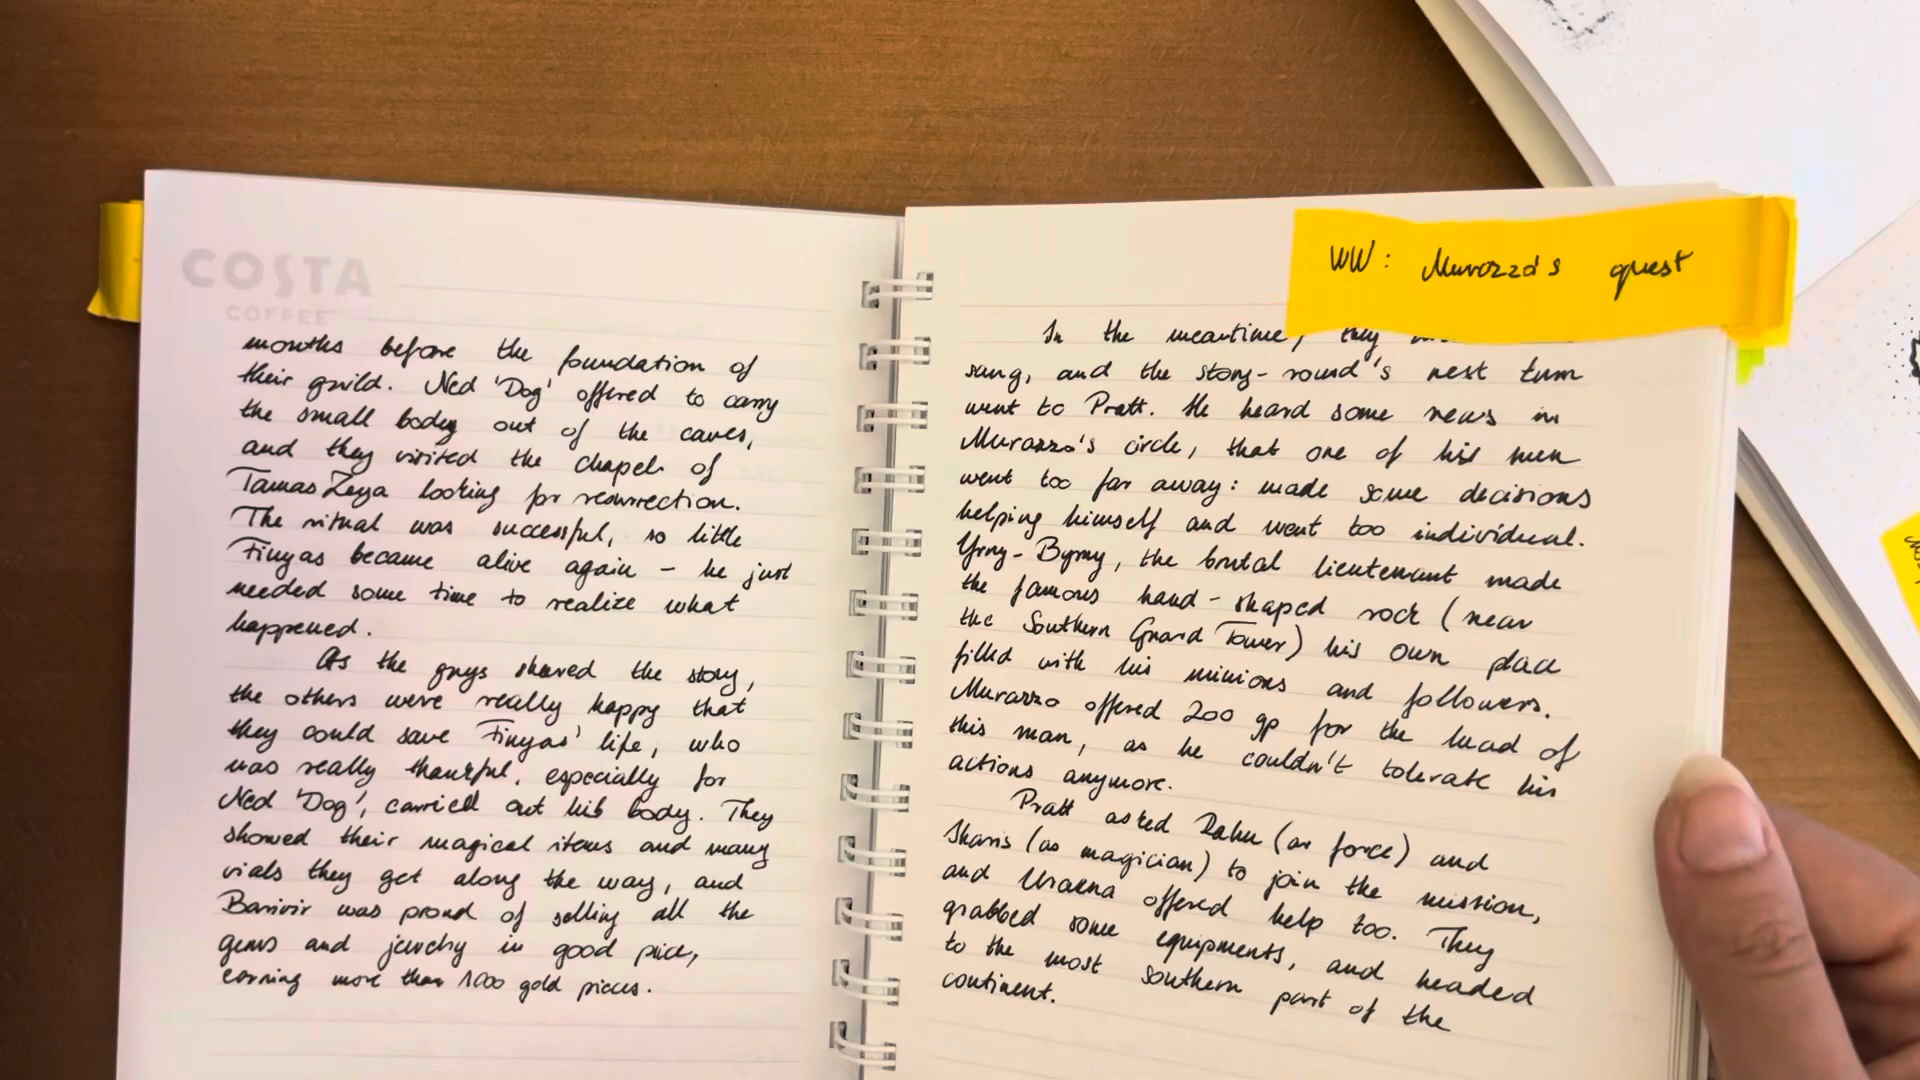 COSTA
COFFEE
months before the foundation of
their guild. Ned 'Dog' offered to carry
the small body out of the caves,
and they visited the chapel of
Tamas Zeya looking for resurrection.
The ritual was successful, so little
Finyas became alive again – he just
needed some time to realize what
happened.
As the guys shared the story,
the others were really happy that
they could save Finyas' life, who
was really thankful, especially for
Ned 'Dog', carried out his body. They
showed their magical items and many
vials they get along the way, and
Barivir was proud of selling all the
gems and jewelry in good price,
earning more than 1000 gold pieces.
WW: Murazzo's quest
In the meantime, they
sang, and the story-round's next turn
went to Pratt. He heard some news in
Murazzo's circle, that one of his men
went too far away: made some decisions
helping himself and went too individual.
Yrny-Byrny, the brutal lieutenant made
the famous hand-shaped rock (near
the Southern Guard Tower) his own place
filled with his minions and followers.
Murazzo offered 200 gp for the head of
this man, as he couldn't tolerate his
actions anymore.
Pratt asked Rahu (as force) and
Skaris (as magician) to join the mission,
and Uraena offered help too. They
grabbed some equipments, and headed
to the most southern part of the
continent.